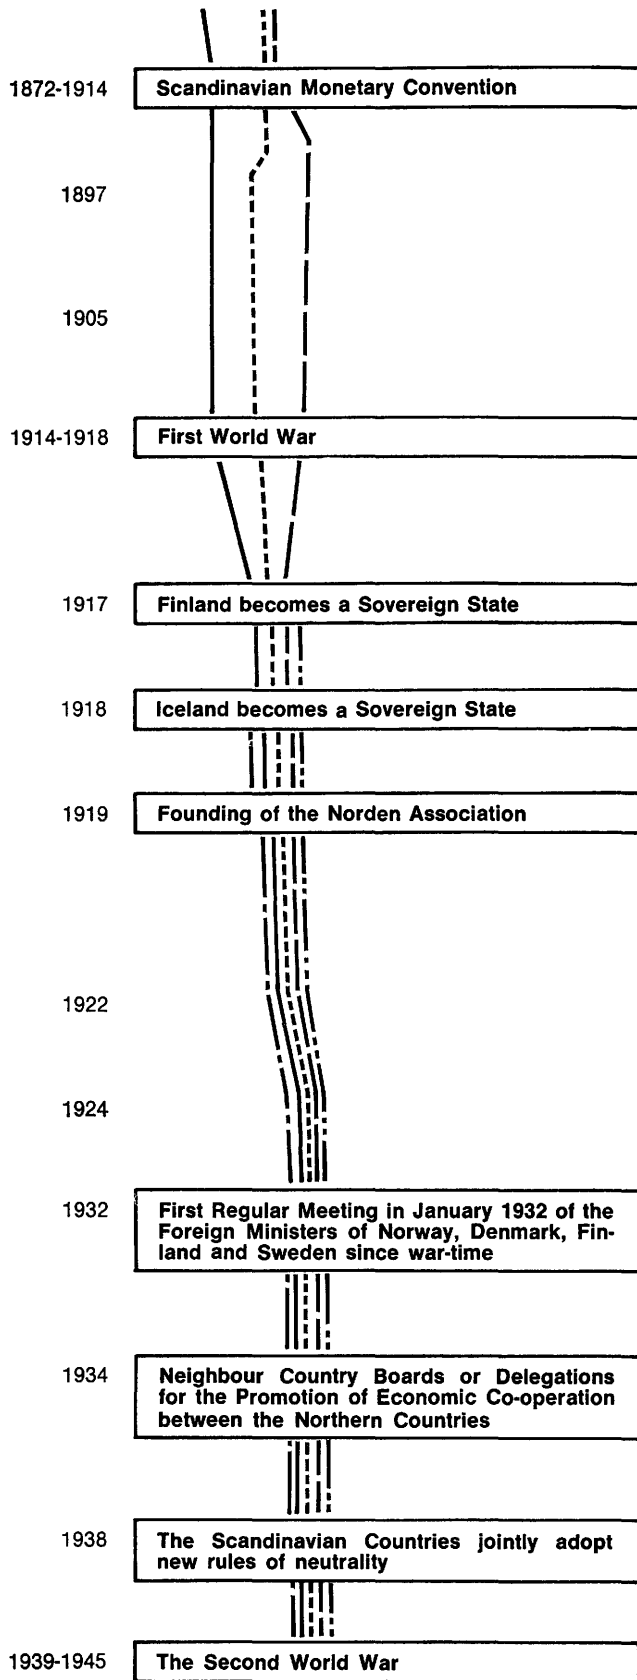 1872-1914 Scandinavian Monetary Convention
1897
1905
1914-1918 First World War
1917 Finland becomes a Sovereign State
1918 Iceland becomes a Sovereign State
1919 Founding of the Norden Association
1922
1924
1932 First Regular Meeting in January 1932 of the
Foreign Ministers of Norway, Denmark, Fin-
land and Sweden since war-time
1934 Neighbour Country Boards or Delegations
for the Promotion of Economic Co-operation
between the Northern Countries
1938 The Scandinavian Countries jointly adopt
new rules of neutrality
1939-1945 The Second World War